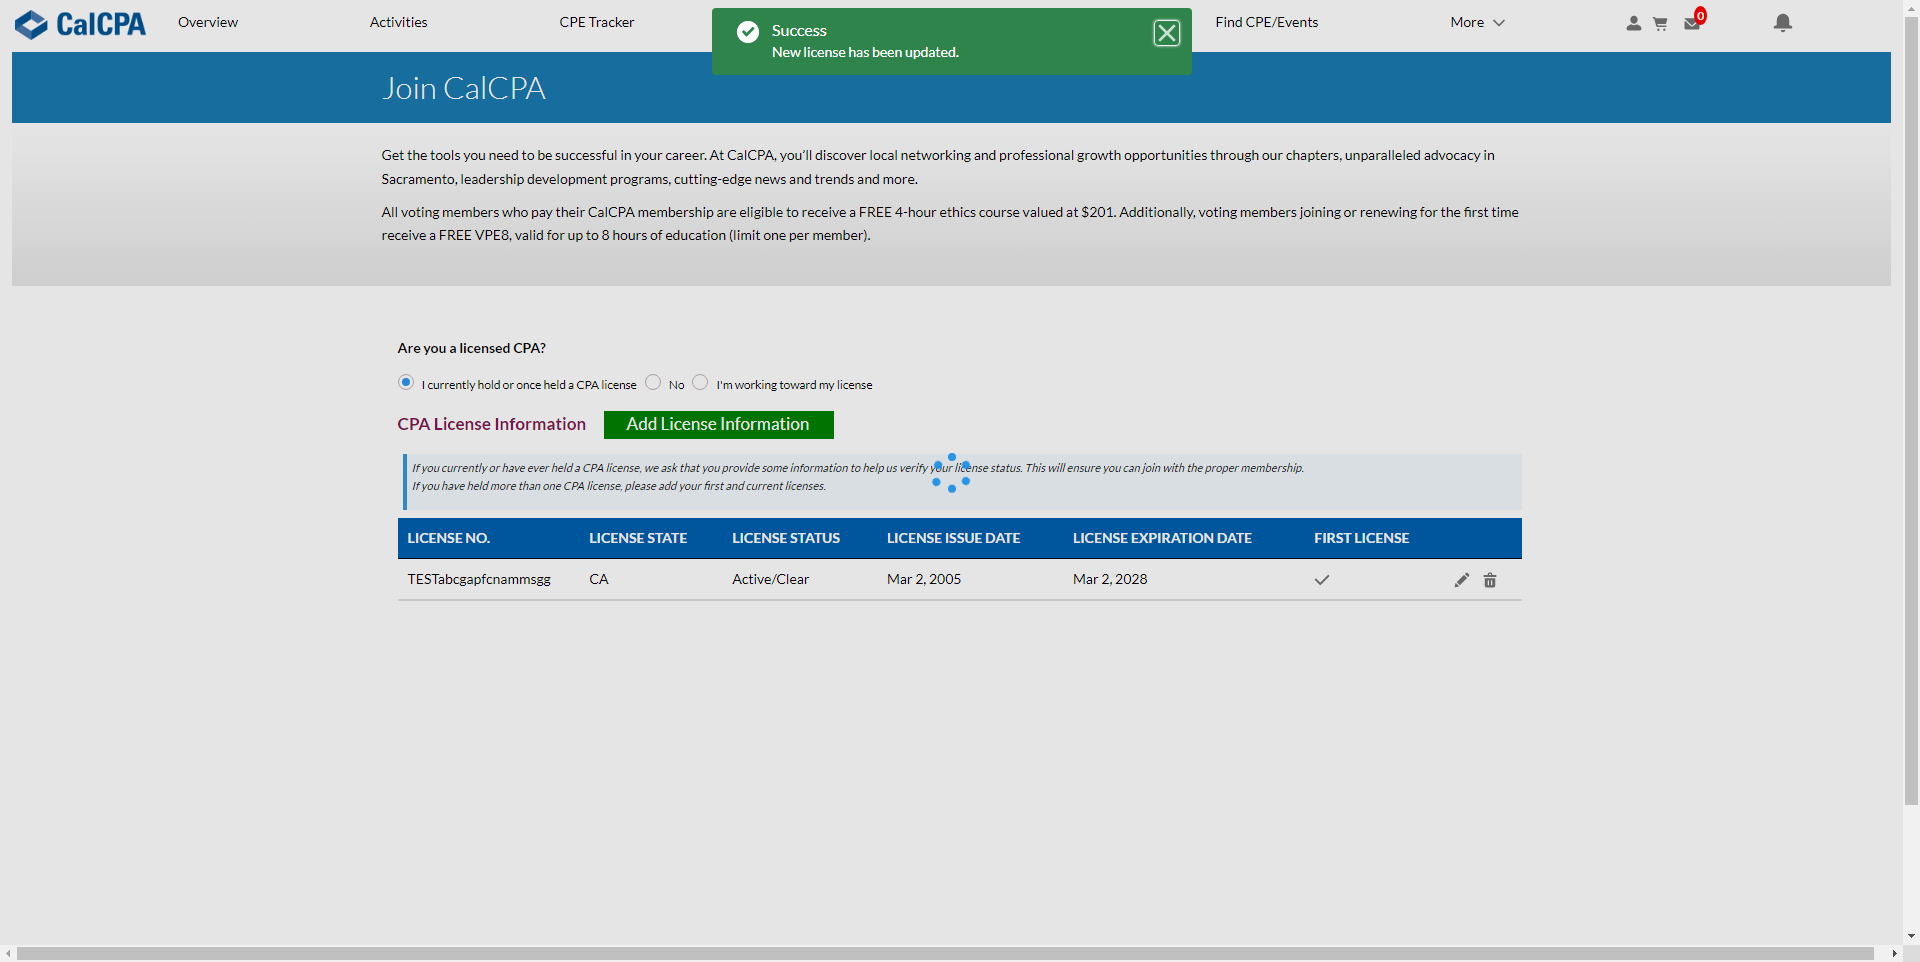 CalCPA
Overview
Activities
CPE Tracker
Find CPE/Events
More
0
Success
New license has been updated.
Join CalCPA
Get the tools you need to be successful in your career. At CalCPA, you’ll discover local networking and professional growth opportunities through our chapters, unparalleled advocacy in
Sacramento, leadership development programs, cutting-edge news and trends and more.
All voting members who pay their CalCPA membership are eligible to receive a FREE 4-hour ethics course valued at $201. Additionally, voting members joining or renewing for the first time
receive a FREE VPE8, valid for up to 8 hours of education (limit one per member).
Are you a licensed CPA?
I currently hold or once held a CPA license
No
I'm working toward my license
CPA License Information
Add License Information
If you currently or have ever held a CPA license, we ask that you provide some information to help us verify your license status. This will ensure you can join with the proper membership.
If you have held more than one CPA license, please add your first and current licenses.
LICENSE NO. LICENSE STATE LICENSE STATUS LICENSE ISSUE DATE LICENSE EXPIRATION DATE FIRST LICENSE
TESTabcgapfcnammsgg CA Active/Clear Mar 2, 2005 Mar 2, 2028